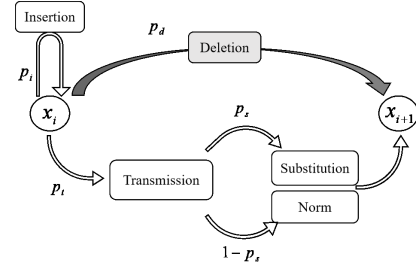 Insertion
p_d
Deletion
p_i
x_i
x_{i+1}
p_s
Substitution
Transmission
p_t
Norm
1 − p_s